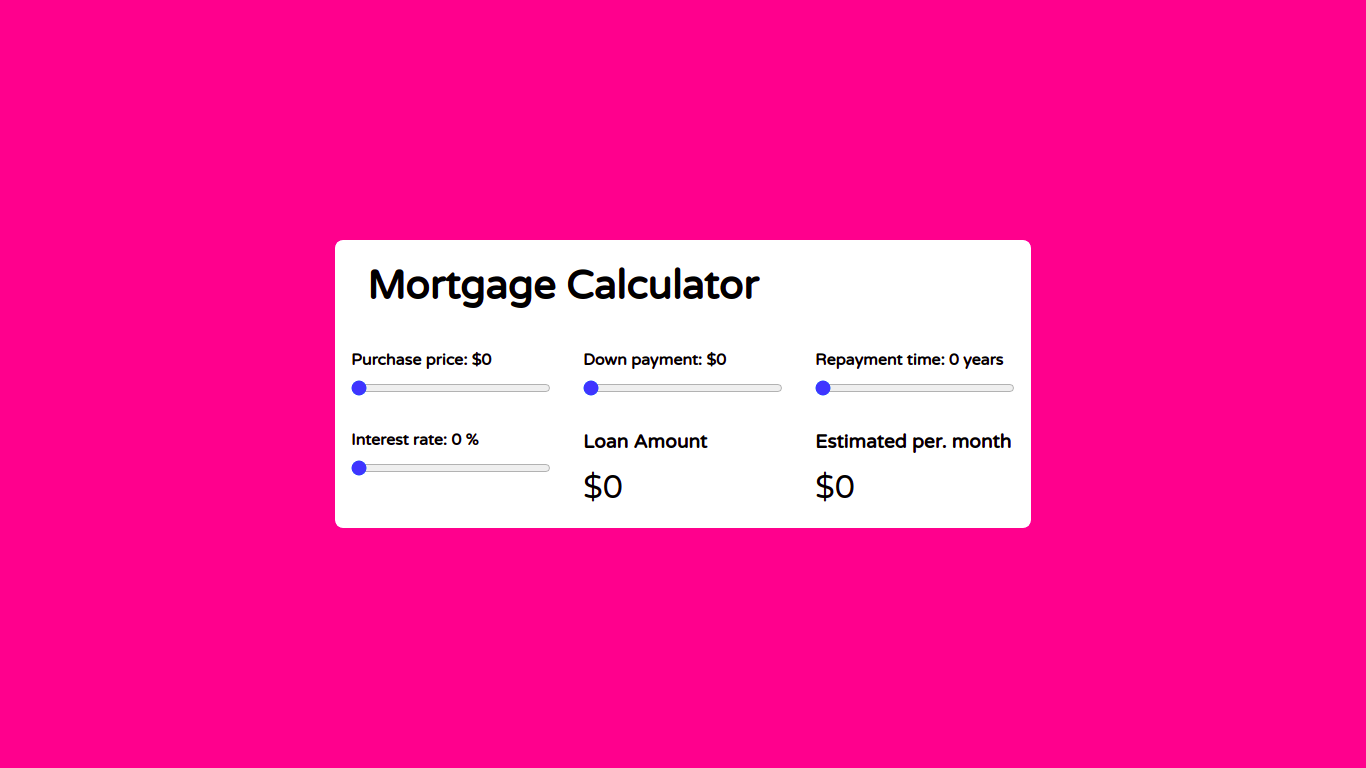 Mortgage Calculator
Purchase price: $0
Down payment: $0
Repayment time: 0 years
Interest rate: 0 %
Loan Amount
$0
Estimated per. month
$0